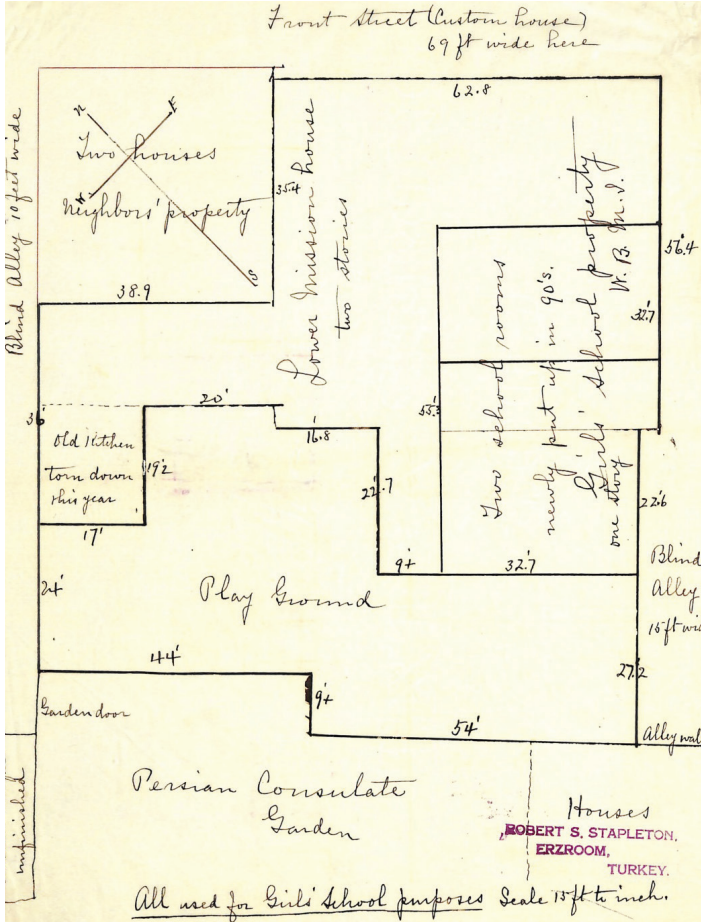 Front Street (Custom house)
69 ft wide here
62.8
Blind Alley 10 feet wide
N
E
Two houses
W
Neighbors' property
S
35.4
38.9
Lower Mission house
two stories
56.4
32.7
Two school rooms
newly put up in 90's.
Girls' School property
W. B. M. I.
one story
55.3
36'
20'
16.8
Old Kitchen
torn down
this year
19.2
17'
22.7
9+
32.7
22.6
Blind
Alley
15 ft wi
24'
Play Ground
44'
9+
27.2
54'
Garden door
Alley wal
unfinished
Persian Consulate
Garden
Houses
ROBERT S. STAPLETON,
ERZROOM,
TURKEY.
All used for Girls' School purposes Scale 15 ft to inch.